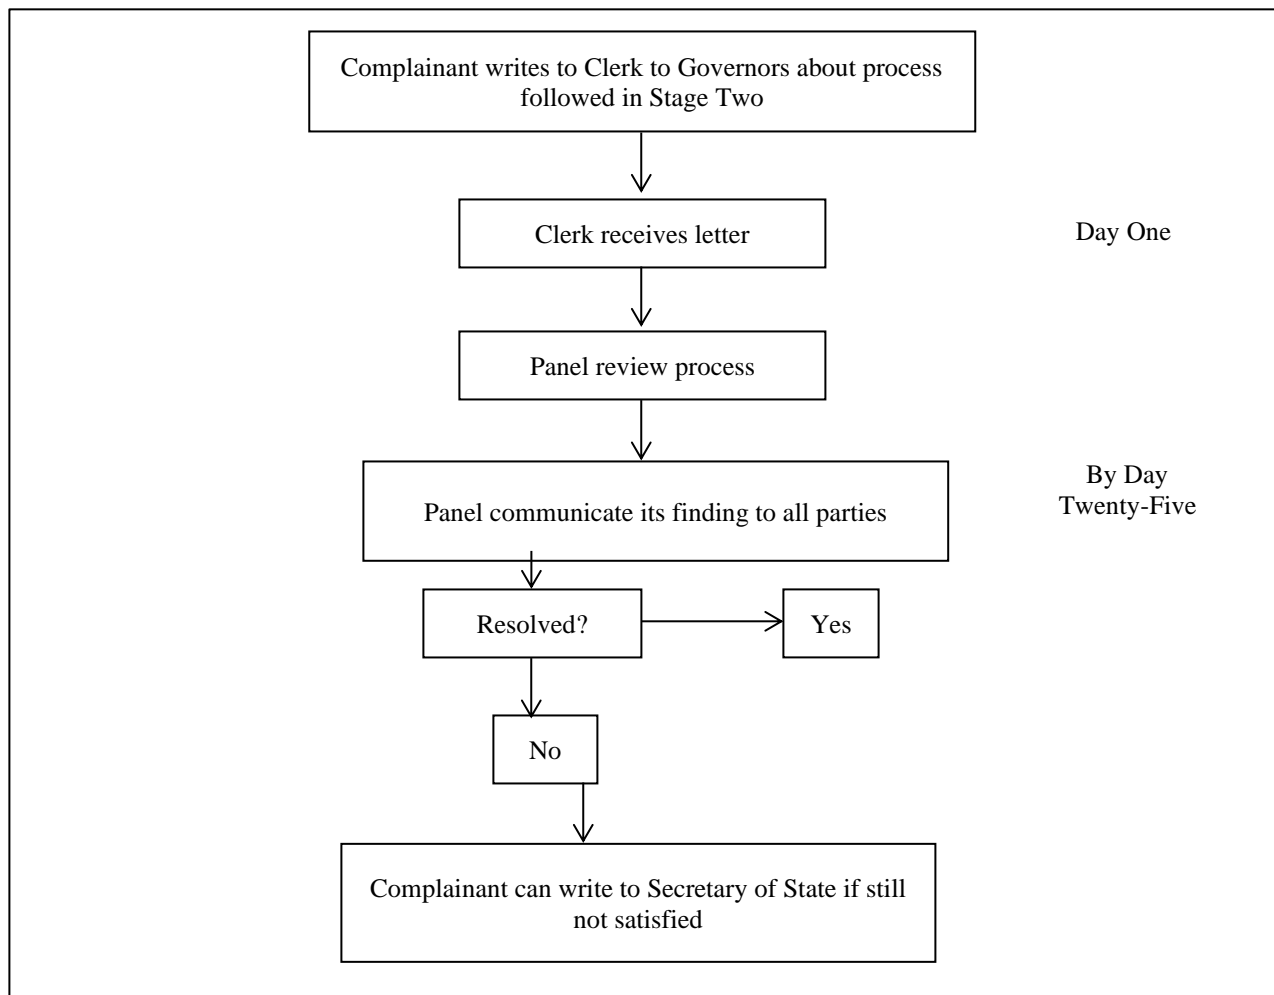 Complainant writes to Clerk to Governors about process
followed in Stage Two
Clerk receives letter
Day One
Panel review process
Panel communicate its finding to all parties
By Day
Twenty-Five
Resolved?
Yes
No
Complainant can write to Secretary of State if still
not satisfied